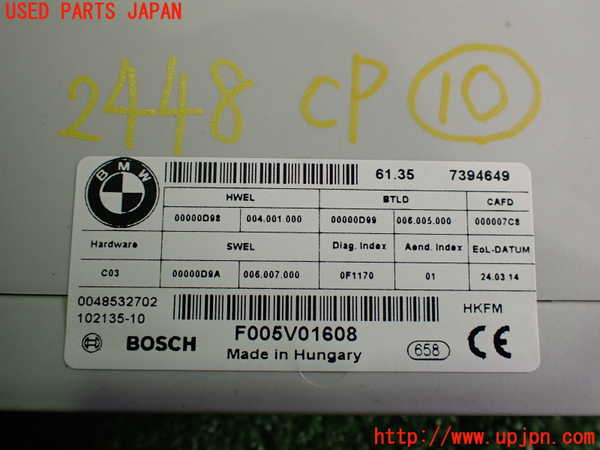 USED PARTS JAPAN
2448 CP 10
BMW
61.35 7394649
HWEL BTLD CAFD
00000D98 004.001.000 00000D99 006.005.000 000007C8
Hardware SWEL Diag. Index Aend. Index EoL-DATUM
C03 00000D9A 006.007.000 0F1170 01 24.03.14
0048532702 HKFM
102135-10
F005V01608
BOSCH Made in Hungary 658 CE
http://www.upjpn.com